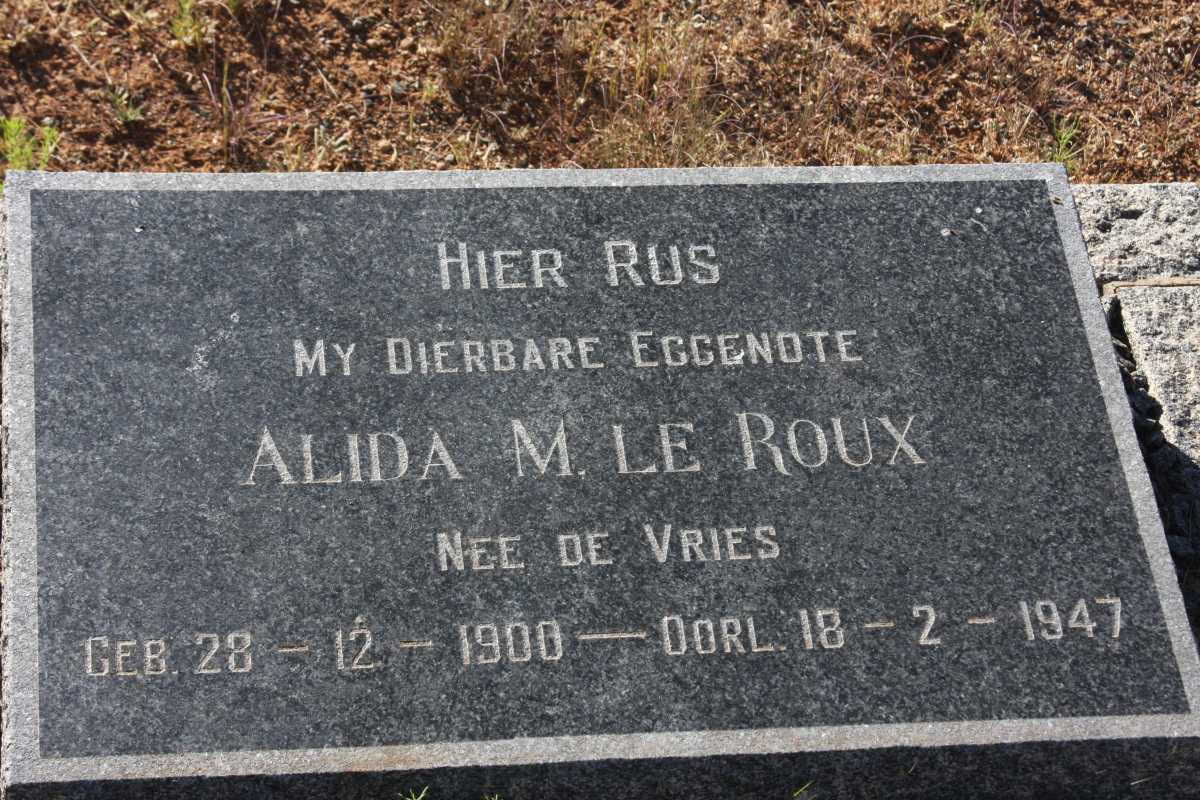 HIER RUS
MY DIERBARE EGGENOTE
ALIDA M. LE ROUX
NEE DE VRIES
GEB. 28 – 12 – 1900 — OORL. 18 – 2 – 1947